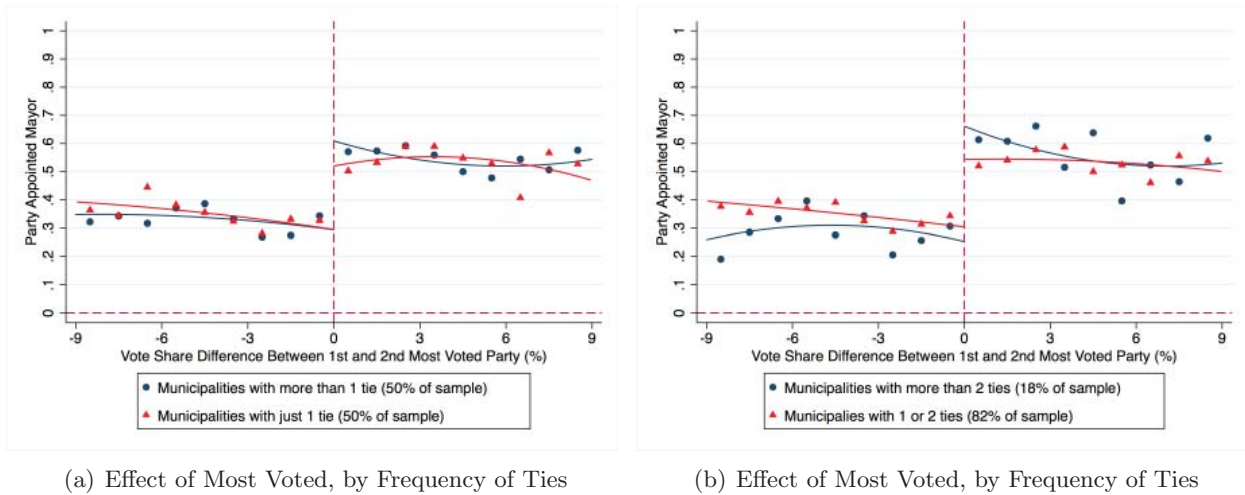 1
.9
.8
.7
.6
.5
.4
.3
.2
.1
0
Party Appointed Mayor
-9 -6 -3 0 3 6 9
Vote Share Difference Between 1st and 2nd Most Voted Party (%)
Municipalities with more than 1 tie (50% of sample)
Municipalities with just 1 tie (50% of sample)
(a) Effect of Most Voted, by Frequency of Ties
1
.9
.8
.7
.6
.5
.4
.3
.2
.1
0
Party Appointed Mayor
-9 -6 -3 0 3 6 9
Vote Share Difference Between 1st and 2nd Most Voted Party (%)
Municipalities with more than 2 ties (18% of sample)
Municipalies with 1 or 2 ties (82% of sample)
(b) Effect of Most Voted, by Frequency of Ties